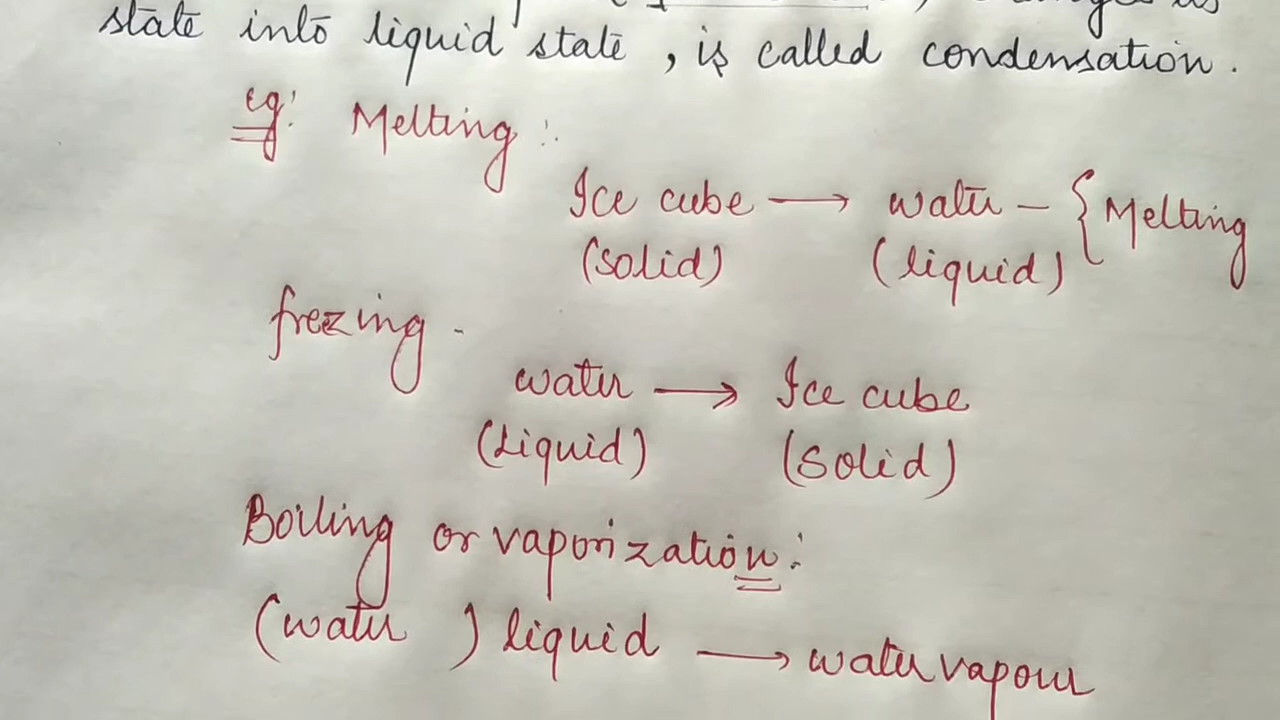 state into liquid state, is called condensation.
eg: Melting :
Ice cube → water – { Melting
(solid) (liquid)
frezing -
water → Ice cube
(Liquid) (Solid)
Boiling or vaporization :
(water ) liquid → water vapour